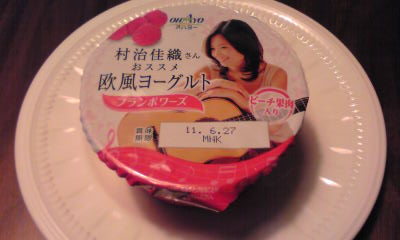 OHAYO
オハヨー
村治佳織さん
おススメ
欧風ヨーグルト
フランボワーズ
ピーチ果肉
入り
賞味
期限
11.6.27
MHK